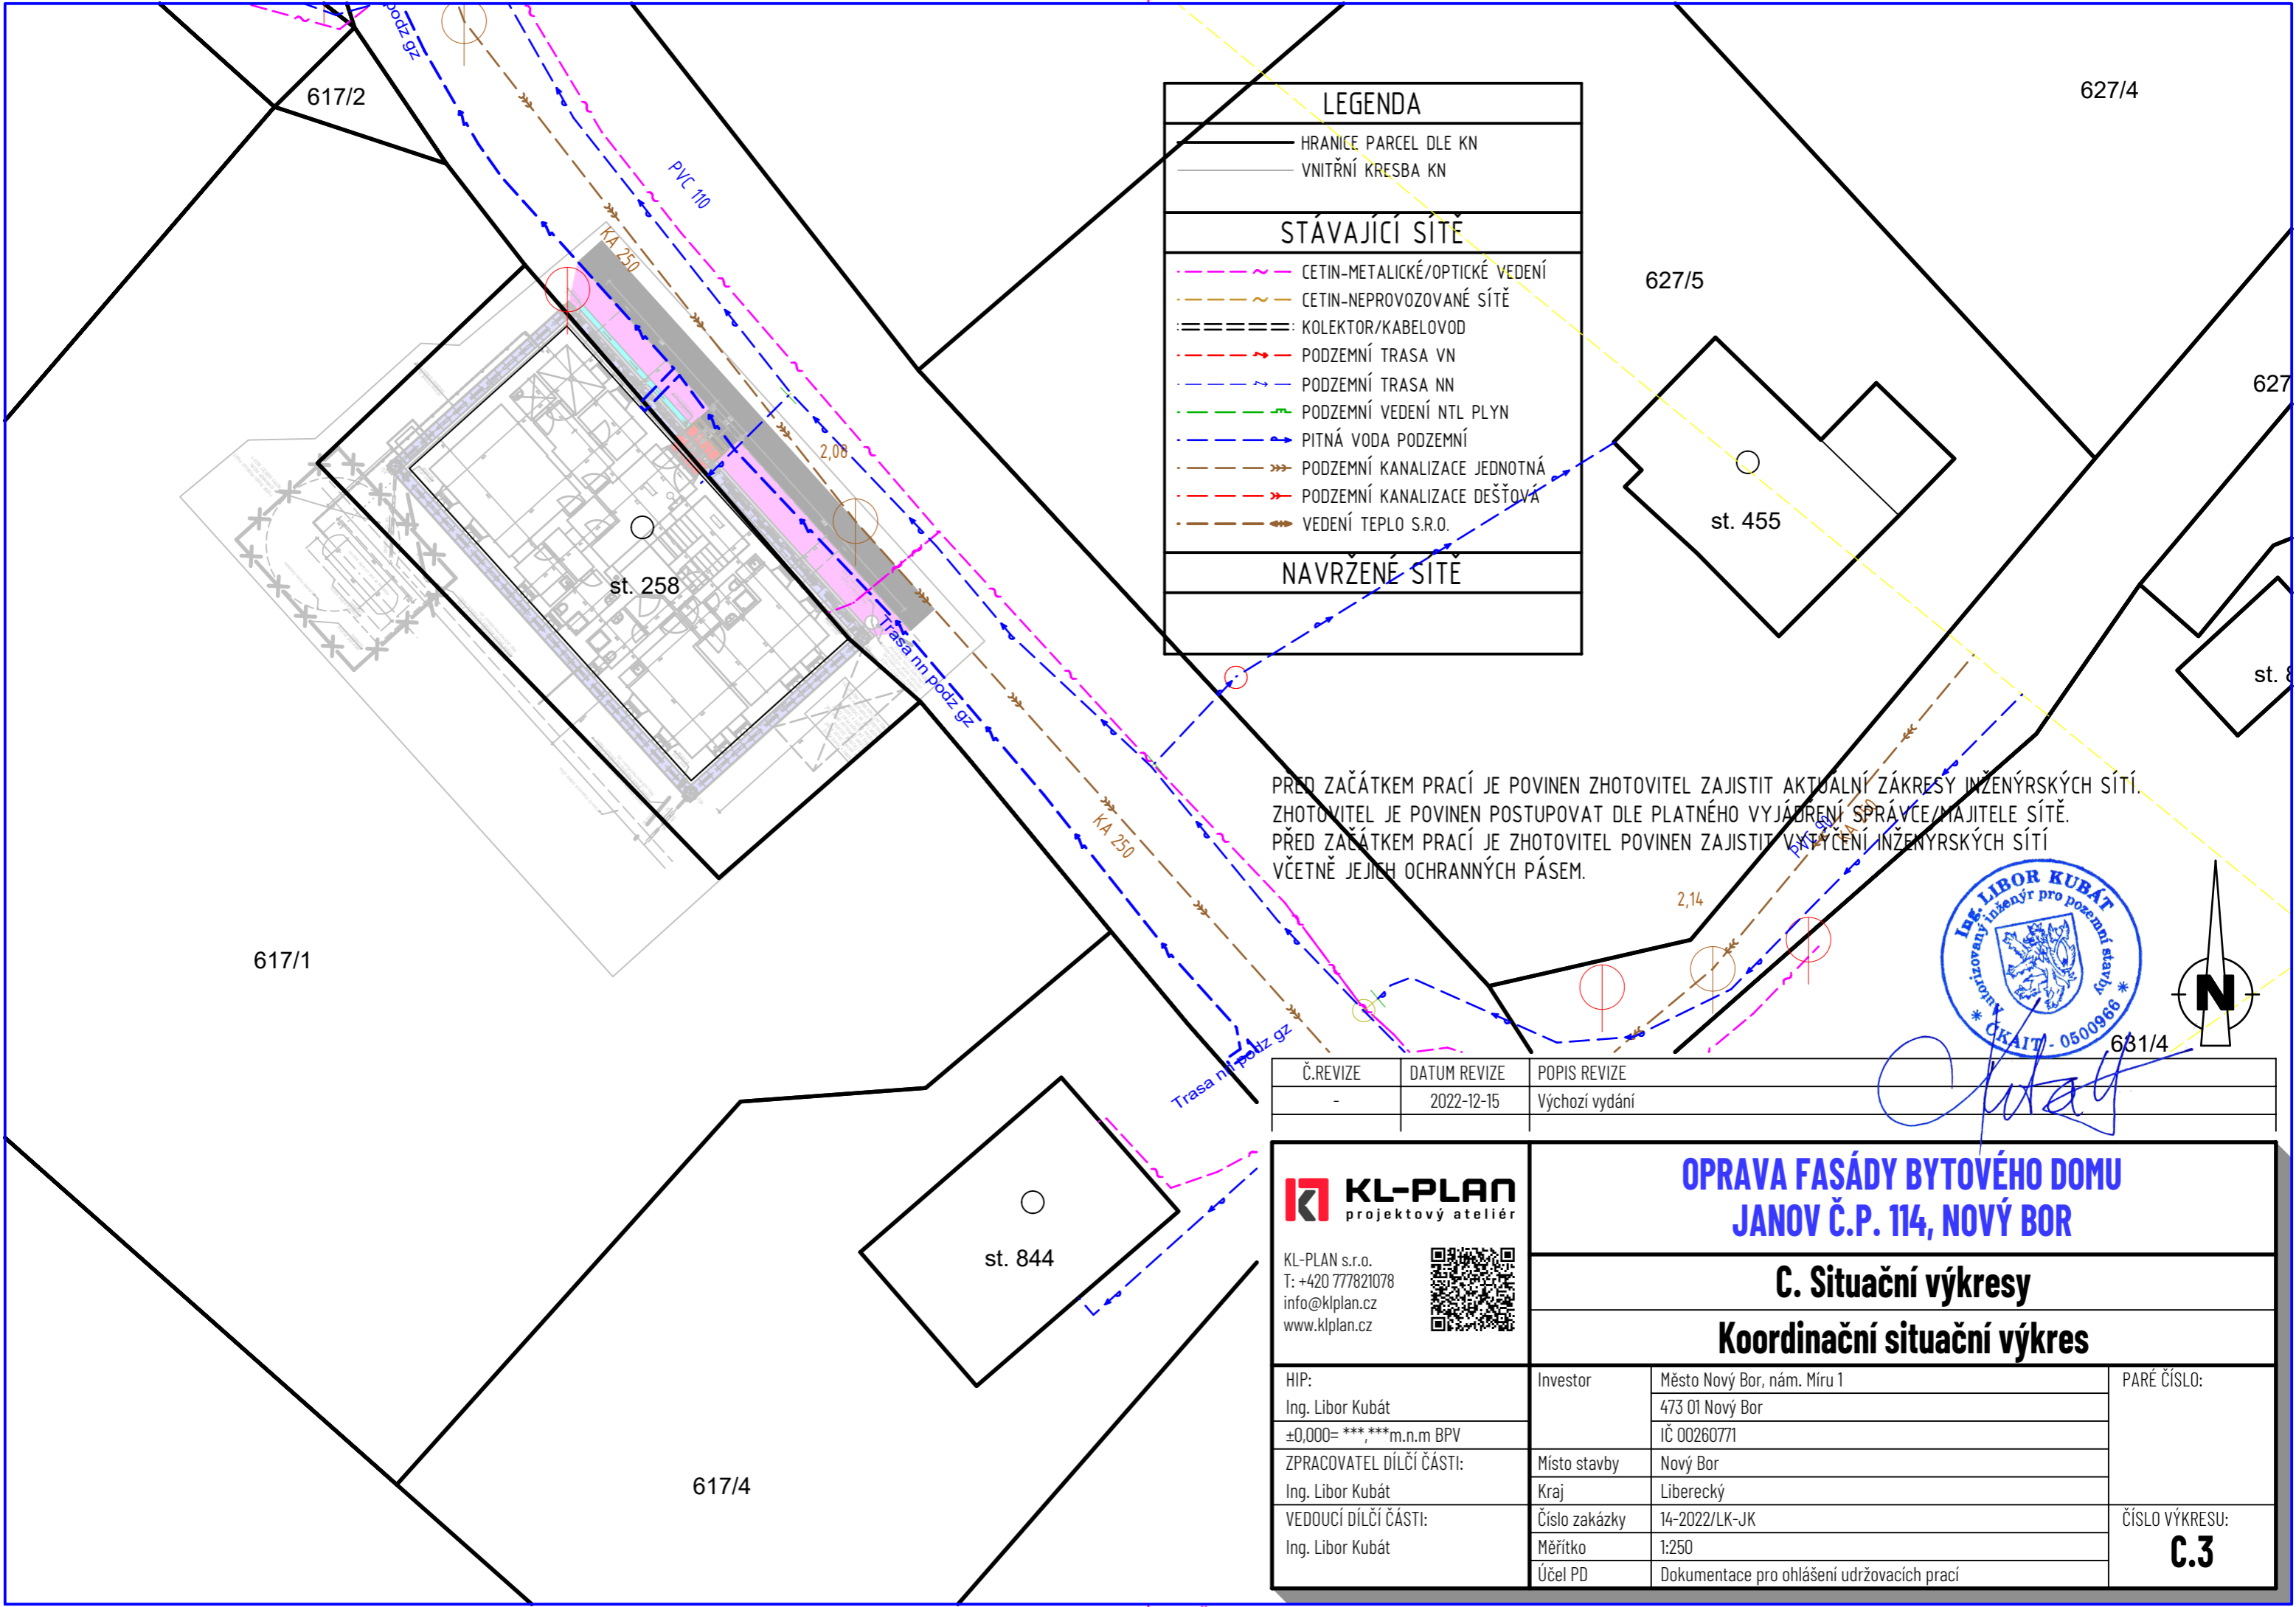 podz gz
617/2
627/4
PVC 110
KA 250
627/5
627
LEGENDA
HRANICE PARCEL DLE KN
VNITŘNÍ KRESBA KN
STÁVAJÍCÍ SÍTĚ
CETIN-METALICKÉ/OPTICKÉ VEDENÍ
CETIN-NEPROVOZOVANÉ SÍTĚ
KOLEKTOR/KABELOVOD
PODZEMNÍ TRASA VN
PODZEMNÍ TRASA NN
PODZEMNÍ VEDENÍ NTL PLYN
PITNÁ VODA PODZEMNÍ
PODZEMNÍ KANALIZACE JEDNOTNÁ
PODZEMNÍ KANALIZACE DEŠŤOVÁ
VEDENÍ TEPLO S.R.O.
NAVRŽENÉ SÍTĚ
2,08
st. 455
st. 258
st. 8
Trasa nn podz gz
KA 250
PŘED ZAČÁTKEM PRACÍ JE POVINEN ZHOTOVITEL ZAJISTIT AKTUÁLNÍ ZÁKRESY INŽENÝRSKÝCH SÍTÍ.
ZHOTOVITEL JE POVINEN POSTUPOVAT DLE PLATNÉHO VYJÁDŘENÍ SPRÁVCE/MAJITELE SÍTĚ.
PŘED ZAČÁTKEM PRACÍ JE ZHOTOVITEL POVINEN ZAJISTIT VYTYČENÍ INŽENÝRSKÝCH SÍTÍ
VČETNĚ JEJICH OCHRANNÝCH PÁSEM.
2,14
617/1
Ing. LIBOR KUBÁT
Autorizovaný inženýr pro pozemní stavby
* ČKAIT - 0500966 *
N
631/4
Trasa nn podz gz
Č.REVIZE DATUM REVIZE POPIS REVIZE
- 2022-12-15 Výchozí vydání
st. 844
617/4
KL-PLAN
projektový ateliér
KL-PLAN s.r.o.
T: +420 777821078
info@klplan.cz
www.klplan.cz
OPRAVA FASÁDY BYTOVÉHO DOMU
JANOV Č.P. 114, NOVÝ BOR
C. Situační výkresy
Koordinační situační výkres
HIP:
Ing. Libor Kubát
±0,000= ***,***m.n.m BPV
ZPRACOVATEL DÍLČÍ ČÁSTI:
Ing. Libor Kubát
VEDOUCÍ DÍLČÍ ČÁSTI:
Ing. Libor Kubát
Investor Město Nový Bor, nám. Míru 1
473 01 Nový Bor
IČ 00260771
Místo stavby Nový Bor
Kraj Liberecký
Číslo zakázky 14-2022/LK-JK
Měřítko 1:250
Účel PD Dokumentace pro ohlášení udržovacích prací
PARÉ ČÍSLO:
ČÍSLO VÝKRESU:
C.3